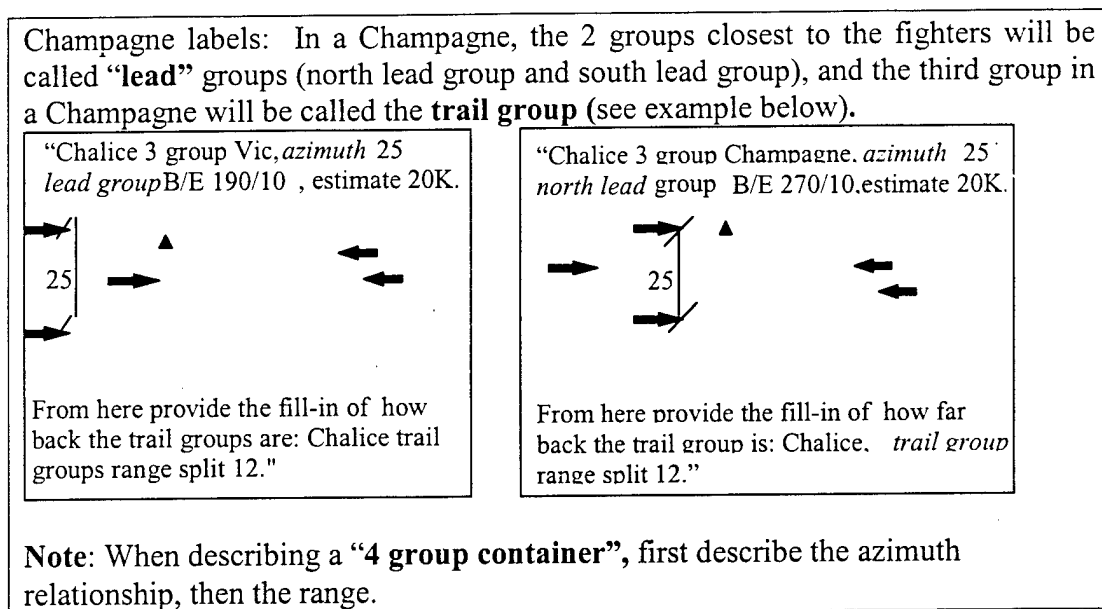 Champagne labels: In a Champagne, the 2 groups closest to the fighters will be
called “lead” groups (north lead group and south lead group), and the third group in
a Champagne will be called the trail group (see example below).
“Chalice 3 group Vic, azimuth 25
lead groupB/E 190/10 , estimate 20K.
25
From here provide the fill-in of how
back the trail groups are: Chalice trail
groups range split 12."
“Chalice 3 group Champagne, azimuth 25
north lead group B/E 270/10.estimate 20K.
25
From here provide the fill-in of how far
back the trail group is: Chalice, trail group
range split 12.”
Note: When describing a “4 group container”, first describe the azimuth
relationship, then the range.